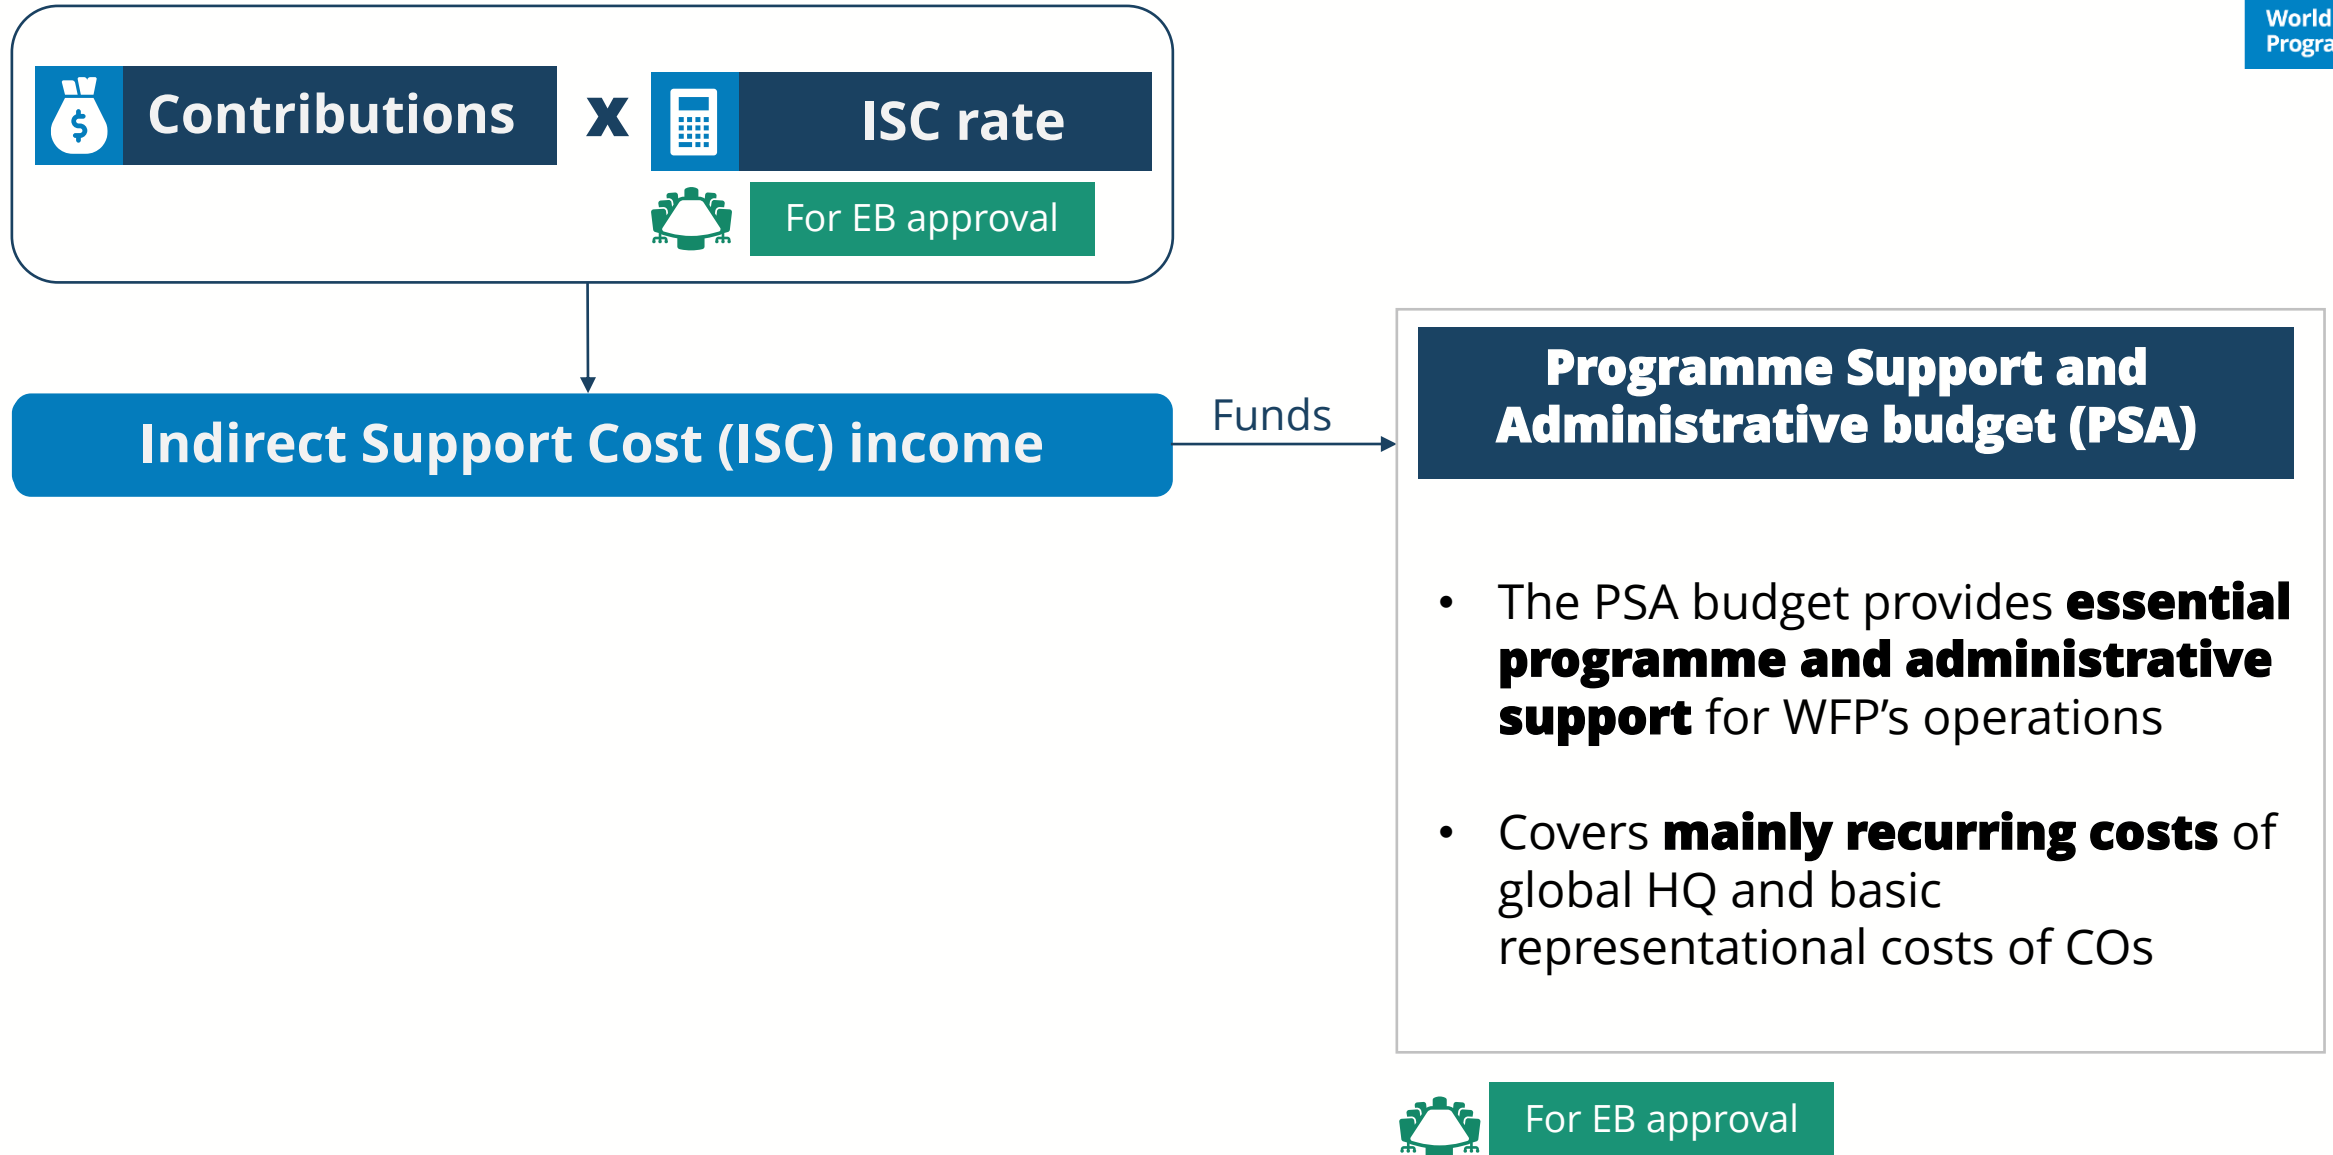 World
Contributions x ISC rate
For EB approval
Indirect Support Cost (ISC) income
Funds
Programme Support and
Administrative budget (PSA)
• The PSA budget provides essential
programme and administrative
support for WFP’s operations
• Covers mainly recurring costs of
global HQ and basic
representational costs of COs
For EB approval